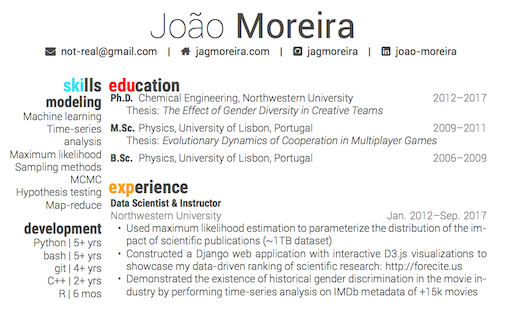 João Moreira
not-real@gmail.com | jagmoreira.com | jagmoreira | joao-moreira
skills
modeling
Machine learning
Time-series
analysis
Maximum likelihood
Sampling methods
MCMC
Hypothesis testing
Map-reduce
development
Python | 5+ yrs
bash | 5+ yrs
git | 4+ yrs
C++ | 2+ yrs
R | 6 mos
education
Ph.D. Chemical Engineering, Northwestern University 2012–2017
Thesis: The Effect of Gender Diversity in Creative Teams
M.Sc. Physics, University of Lisbon, Portugal 2009–2011
Thesis: Evolutionary Dynamics of Cooperation in Multiplayer Games
B.Sc. Physics, University of Lisbon, Portugal 2006–2009
experience
Data Scientist & Instructor
Northwestern University Jan. 2012–Sep. 2017
• Used maximum likelihood estimation to parameterize the distribution of the im-
pact of scientific publications (~1TB dataset)
• Constructed a Django web application with interactive D3.js visualizations to
showcase my data-driven ranking of scientific research: http://forecite.us
• Demonstrated the existence of historical gender discrimination in the movie in-
dustry by performing time-series analysis on IMDb metadata of +15k movies